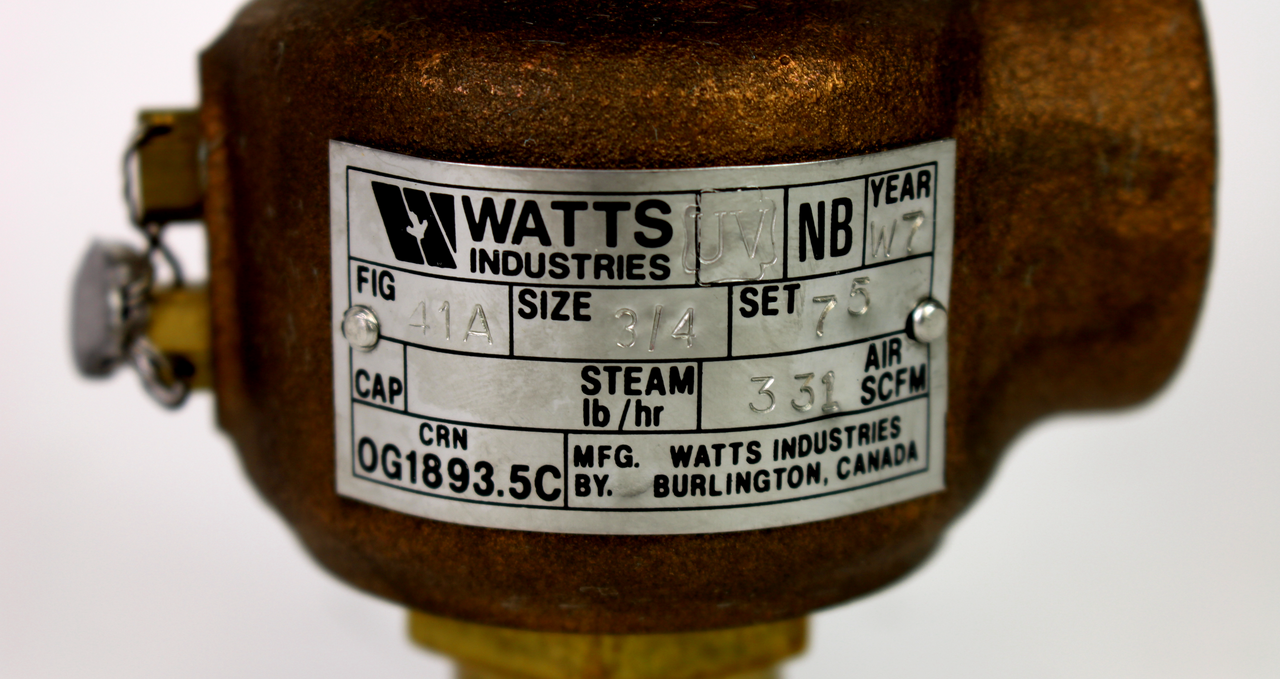 WATTS UV NB YEAR
INDUSTRIES W7
FIG 41A SIZE 3/4 SET 75
CAP STEAM 331 AIR
lb/hr SCFM
CRN
OG1893.5C
MFG. WATTS INDUSTRIES
BY. BURLINGTON, CANADA